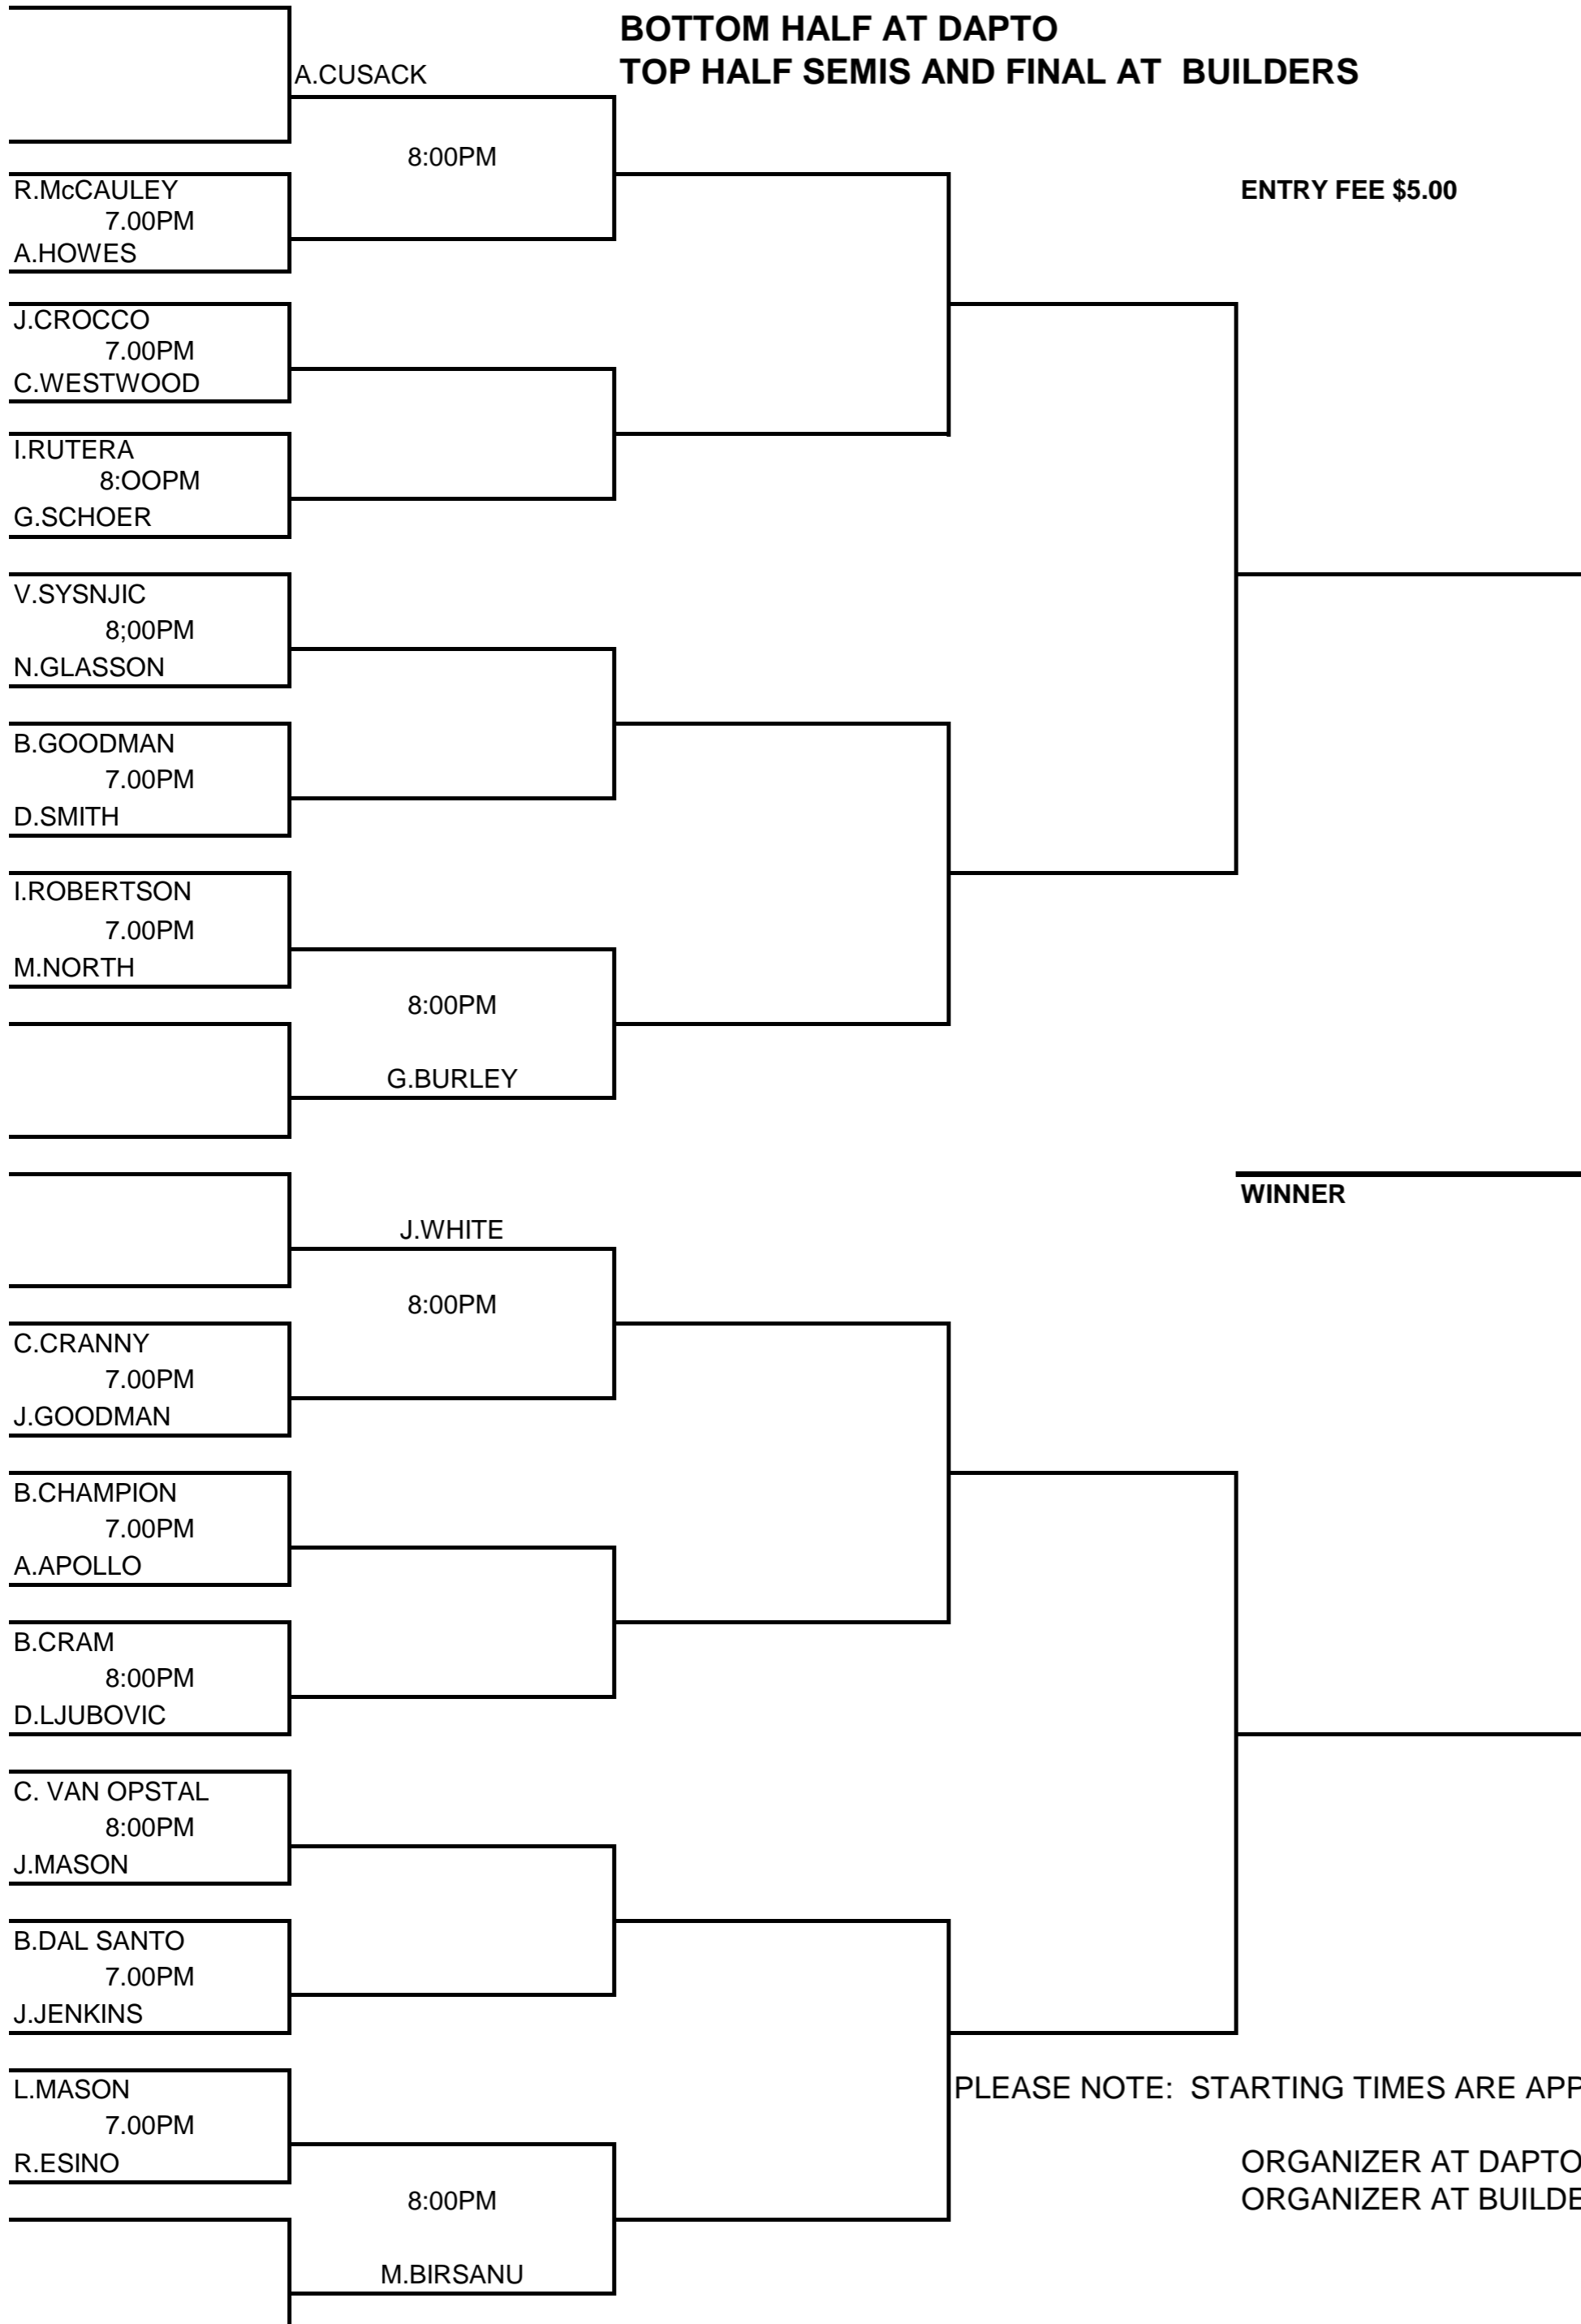 BOTTOM HALF AT DAPTO
A.CUSACK
TOP HALF SEMIS AND FINAL AT BUILDERS
8:00PM
R.McCAULEY
ENTRY FEE $5.00
7.00PM
A.HOWES
J.CROCCO
7.00PM
C.WESTWOOD
I.RUTERA
8:OOPM
G.SCHOER
V.SYSNJIC
8;00PM
N.GLASSON
B.GOODMAN
7.00PM
D.SMITH
I.ROBERTSON
7.00PM
M.NORTH
8:00PM
G.BURLEY
WINNER
J.WHITE
8:00PM
C.CRANNY
7.00PM
J.GOODMAN
B.CHAMPION
7.00PM
A.APOLLO
B.CRAM
8:00PM
D.LJUBOVIC
C. VAN OPSTAL
8:00PM
J.MASON
B.DAL SANTO
7.00PM
J.JENKINS
L.MASON
PLEASE NOTE: STARTING TIMES ARE APP
7.00PM
R.ESINO
ORGANIZER AT DAPTO
8:00PM
ORGANIZER AT BUILDE
M.BIRSANU